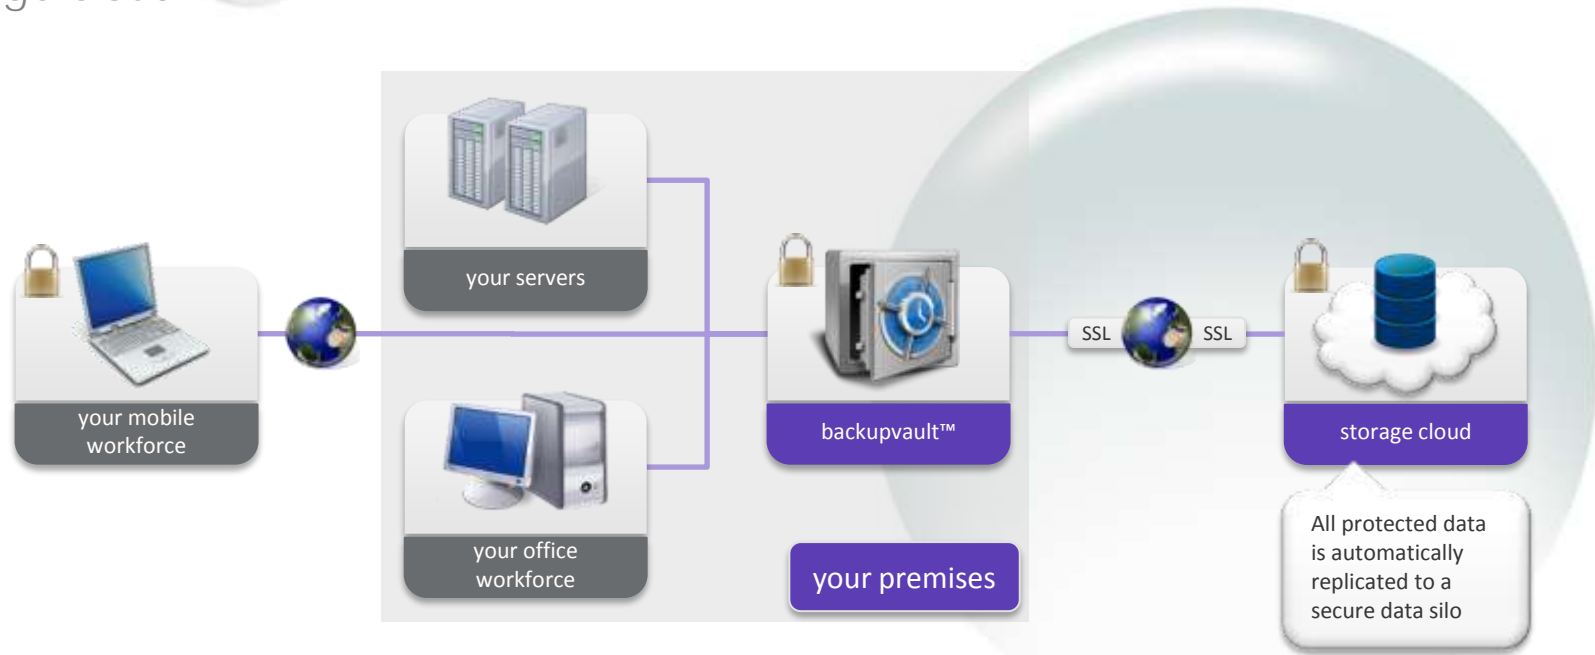 your servers
your mobile
workforce
your office
workforce
backupvault™
your premises
SSL
SSL
storage cloud
All protected data
is automatically
replicated to a
secure data silo